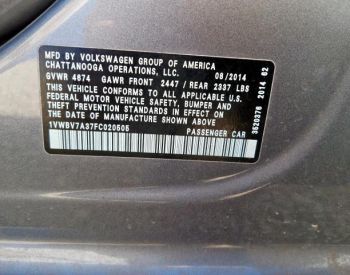 MFD BY VOLKSWAGEN GROUP OF AMERICA
CHATTANOOGA OPERATIONS, LLC. 08/2014
GVWR 4674 GAWR FRONT 2447 / REAR 2337 LBS
THIS VEHICLE CONFORMS TO ALL APPLICABLE
FEDERAL MOTOR VEHICLE SAFETY, BUMPER AND
THEFT PREVENTION STANDARDS IN EFFECT
ON THE DATE OF MANUFACTURE SHOWN ABOVE.
1VWBV7A37FC020505 PASSENGER CAR
3520376 2014 02